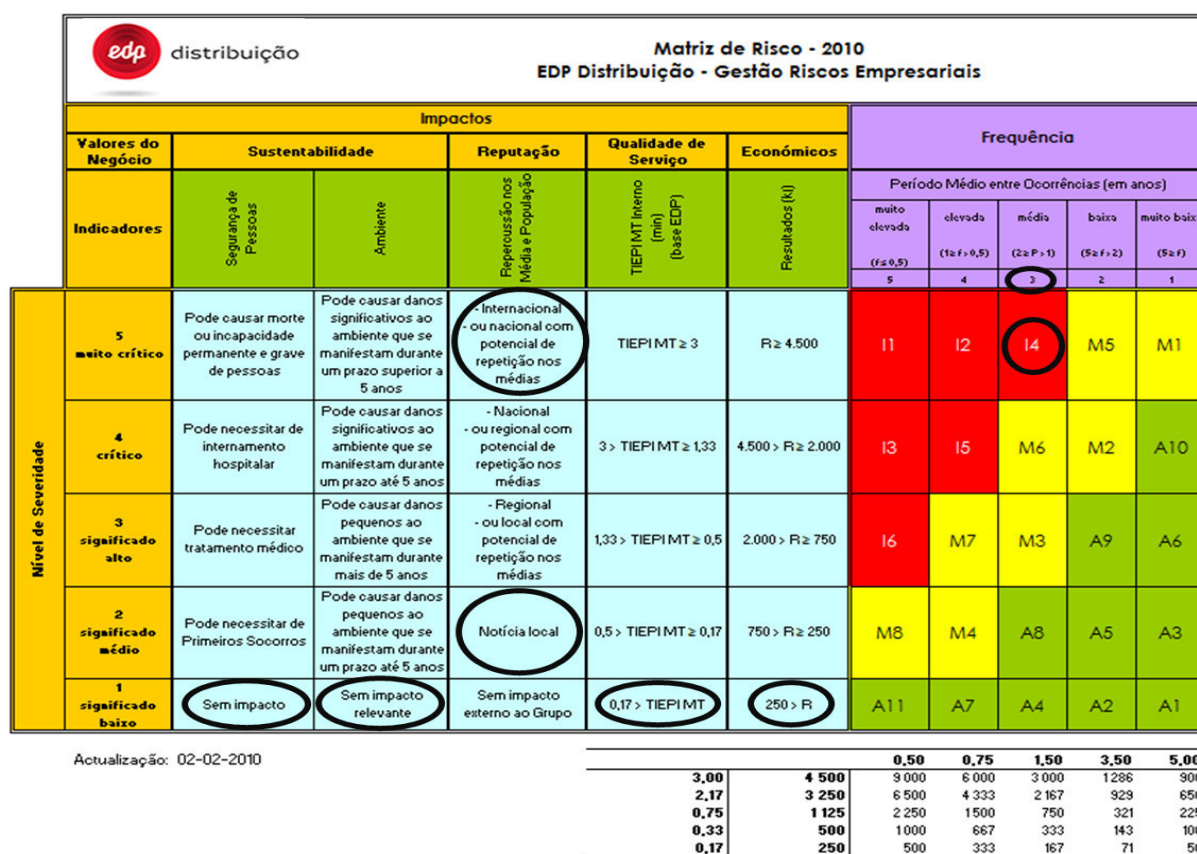 edp distribuição
Matriz de Risco - 2010
EDP Distribuição - Gestão Riscos Empresariais
Impactos
Frequência
Valores do
Negócio
Sustentabilidade
Reputação
Qualidade de
Serviço
Económicos
Período Médio entre Ocorrências (em anos)
Indicadores
Segurança de
Pessoas
Ambiente
Repercussão nos
Média e População
TIEPI MT Interno
(min)
(base EDP)
Resultados (k€)
muito
elevada
(f≤0,5)
5
elevada
(1≥f>0,5)
4
média
(2≥P>1)
3
baixa
(5≥f>2)
2
muito baix
(5≥f)
1
Nível de Severidade
5
muito crítico
Pode causar morte
ou incapacidade
permanente e grave
de pessoas
Pode causar danos
significativos ao
ambiente que se
manifestam durante
um prazo superior a
5 anos
- Internacional
- ou nacional com
potencial de
repetição nos
médias
TIEPI MT ≥ 3
R ≥ 4.500
I1
I2
I4
M5
M1
4
crítico
Pode necessitar de
internamento
hospitalar
Pode causar danos
significativos ao
ambiente que se
manifestam durante
um prazo até 5 anos
- Nacional
- ou regional com
potencial de
repetição nos
médias
3 > TIEPI MT ≥ 1,33
4.500 > R ≥ 2.000
I3
I5
M6
M2
A10
3
significado
alto
Pode necessitar
tratamento médico
Pode causar danos
pequenos ao
ambiente que se
manifestam durante
mais de 5 anos
- Regional
- ou local com
potencial de
repetição nos
médias
1,33 > TIEPI MT ≥ 0,5
2.000 > R ≥ 750
I6
M7
M3
A9
A6
2
significado
médio
Pode necessitar de
Primeiros Socorros
Pode causar danos
pequenos ao
ambiente que se
manifestam durante
um prazo até 5 anos
Notícia local
0,5 > TIEPI MT ≥ 0,17
750 > R ≥ 250
M8
M4
A8
A5
A3
1
significado
baixo
Sem impacto
Sem impacto
relevante
Sem impacto
externo ao Grupo
0,17 > TIEPI MT
250 > R
A11
A7
A4
A2
A1
Actualização: 02-02-2010
0,50 0,75 1,50 3,50 5,00
3,00 4 500 9 000 6 000 3 000 1 286 900
2,17 3 250 6 500 4 333 2 167 929 650
0,75 1 125 2 250 1 500 750 321 225
0,33 500 1 000 667 333 143 100
0,17 250 500 333 167 71 50